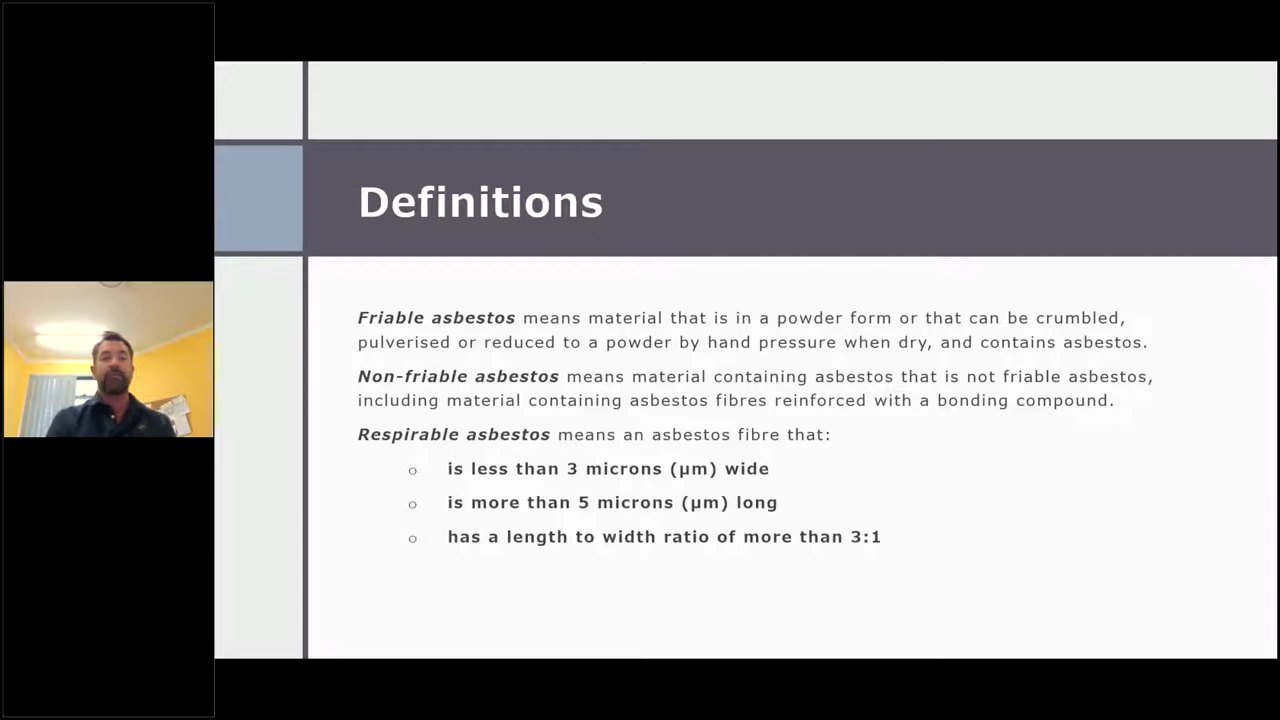 Definitions
Friable asbestos means material that is in a powder form or that can be crumbled,
pulverised or reduced to a powder by hand pressure when dry, and contains asbestos.
Non-friable asbestos means material containing asbestos that is not friable asbestos,
including material containing asbestos fibres reinforced with a bonding compound.
Respirable asbestos means an asbestos fibre that:
o is less than 3 microns (µm) wide
o is more than 5 microns (µm) long
o has a length to width ratio of more than 3:1